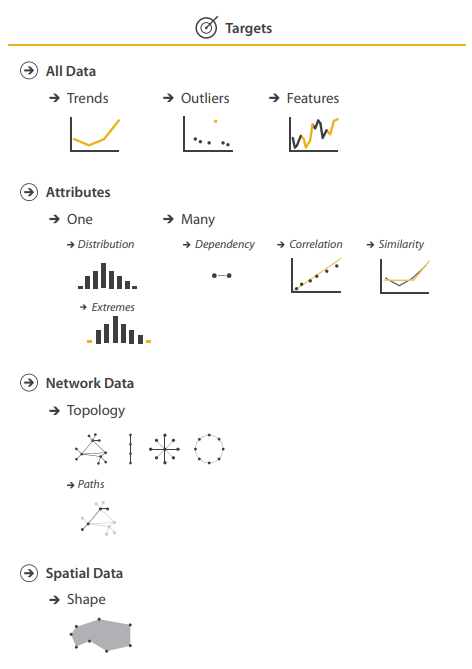 Targets
All Data
Trends
Outliers
Features
Attributes
One
Many
Distribution
Dependency
Correlation
Similarity
Extremes
Network Data
Topology
Paths
Spatial Data
Shape